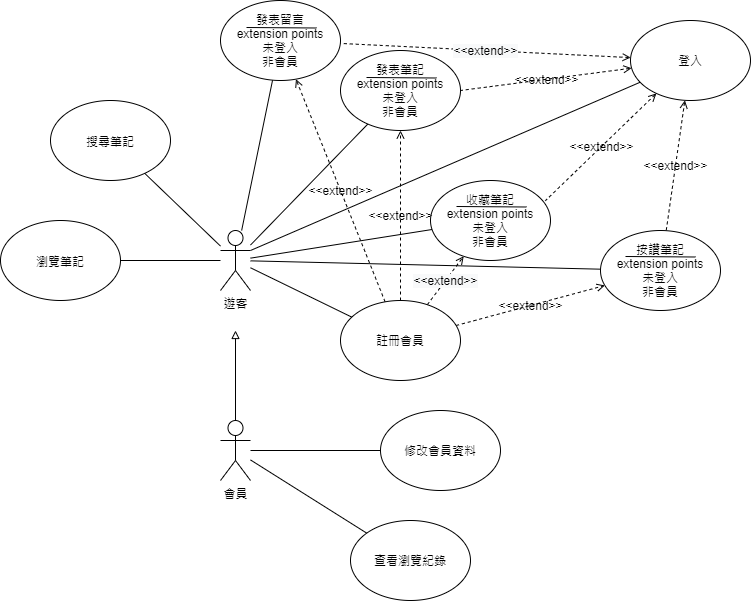 發表留言
extension points
未登入
非會員
<<extend>>
登入
發表筆記
extension points
未登入
非會員
<<extend>>
搜尋筆記
<<extend>>
<<extend>>
<<extend>>
收藏筆記
extension points
未登入
非會員
<<extend>>
瀏覽筆記
按讚筆記
extension points
未登入
非會員
遊客
<<extend>>
<<extend>>
註冊會員
修改會員資料
會員
查看瀏覽紀錄